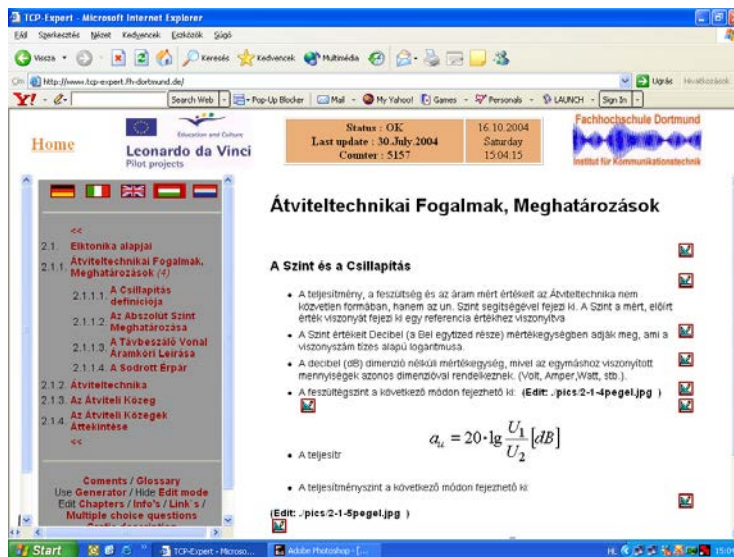 TCP-Expert - Microsoft Internet Explorer
Fájl Szerkesztés Nézet Kedvencek Eszközök Súgó
Vissza Keresés Kedvencek Multimédia
Cím http://www.tcp-expert.fh-dortmund.de/ Ugrás Hivatkozások
Y! Search Web Pop-Up Blocker Mail My Yahoo! Games Personals LAUNCH Sign In
Home
Education and Culture
Leonardo da Vinci
Pilot projects
Status : OK
Last update : 30.July.2004
Counter : 5157
16.10.2004
Saturday
15:04:15
Fachhochschule Dortmund
Institut für Kommunikationstechnik
<<
2.1. Elktonika alapjai
2.1.1. Átviteltechnikai Fogalmak,
Meghatározások (4)
2.1.1.1. A Csillapítás
definíciója
2.1.1.2. Az Abszolút Szint
Meghatározása
2.1.1.3. A Távbeszáló Vonal
Áramköri Leírása
2.1.1.4. A Sodrott Érpár
2.1.2. Átviteltechnika
2.1.3. Az Átviteli Közeg
2.1.4. Az Átviteli Közegek
Áttekintése
<<
Coments / Glossary
Use Generator / Hide Edit mode
Edit Chapters / Info's / Link's /
Multiple choice questions
Átviteltechnikai Fogalmak, Meghatározások
A Szint és a Csillapítás
• A teljesítmény, a feszültség és az áram mért értékeit az Átviteltechnika nem
közvetlen formában, hanem az un. Szint segítségével fejezi ki. A Szint a mért, előírt
érték viszonyát fejezi ki egy referencia értékhez viszonyítva
• A Szint értékeit Decibel (a Bel egytized része) mértékegységben adják meg, ami a
viszonyszám tízes alapú logaritmusa.
• A decibel (dB) dimenzió nélküli mértékegység, mivel az egymáshoz viszonyított
mennyiségek azonos dimenzióval rendelkeznek. (Volt, Amper,Watt, stb.).
• A feszültégszint a következő módon fejezhető ki: (Edit: ./pics/2-1-4pegel.jpg )
• A teljesítr
a_u = 20·lg U_1/U_2 [dB]
• A teljesítményszint a következő módon fejezhető ki:
(Edit: ./pics/2-1-5pegel.jpg )
Start TCP-Expert - Microso... Adobe Photoshop - [... HL